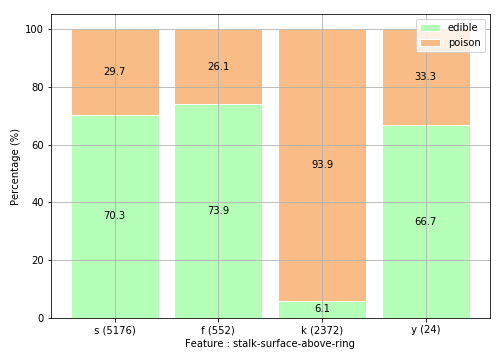 edible
poison
100
80
60
40
20
0
Percentage (%)
29.7
26.1
93.9
33.3
70.3
73.9
6.1
66.7
s (5176)
f (552)
k (2372)
y (24)
Feature : stalk-surface-above-ring